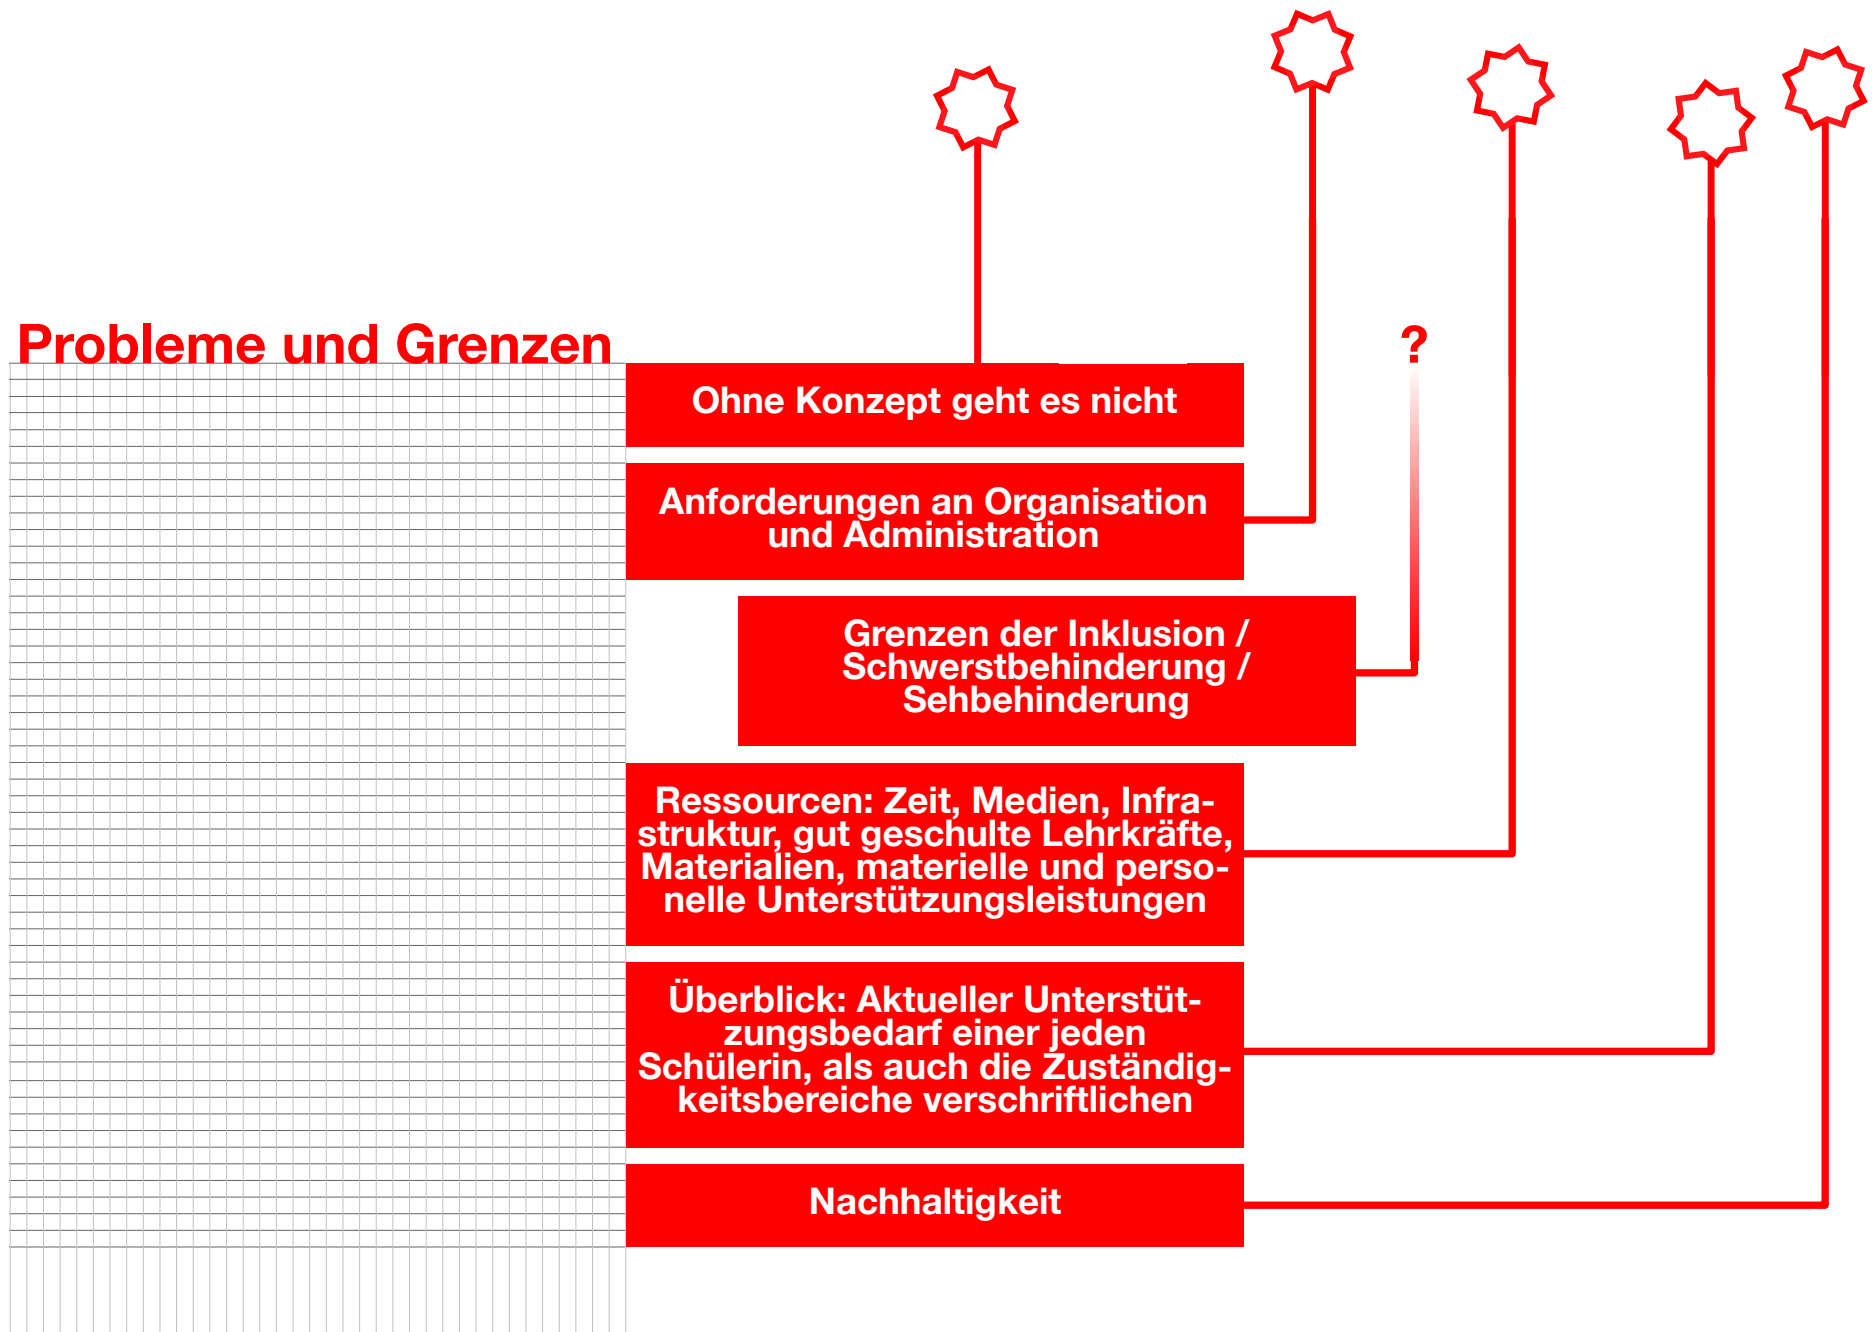 Probleme und Grenzen
?
Ohne Konzept geht es nicht
Anforderungen an Organisation
und Administration
Grenzen der Inklusion /
Schwerstbehinderung /
Sehbehinderung
Ressourcen: Zeit, Medien, Infra-
struktur, gut geschulte Lehrkräfte,
Materialien, materielle und perso-
nelle Unterstützungsleistungen
Überblick: Aktueller Unterstüt-
zungsbedarf einer jeden
Schülerin, als auch die Zuständig-
keitsbereiche verschriftlichen
Nachhaltigkeit